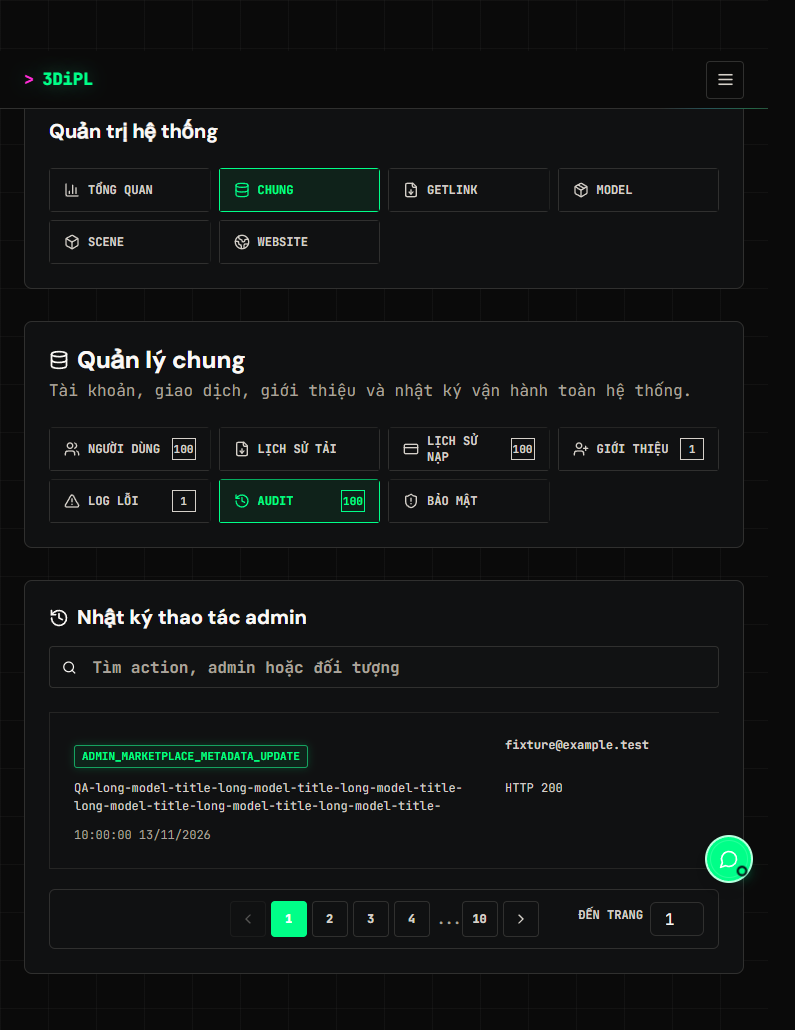 > 3DiPL
Quản trị hệ thống
TỔNG QUAN
CHUNG
GETLINK
MODEL
SCENE
WEBSITE
Quản lý chung
Tài khoản, giao dịch, giới thiệu và nhật ký vận hành toàn hệ thống.
NGƯỜI DÙNG 100
LỊCH SỬ TẢI
LỊCH SỬ
NẠP 100
GIỚI THIỆU 1
LOG LỖI 1
AUDIT 100
BẢO MẬT
Nhật ký thao tác admin
Tìm action, admin hoặc đối tượng
ADMIN_MARKETPLACE_METADATA_UPDATE
QA-long-model-title-long-model-title-long-model-title-
long-model-title-long-model-title-long-model-title-
10:00:00 13/11/2026
fixture@example.test
HTTP 200
1 2 3 4 ... 10
ĐẾN TRANG 1